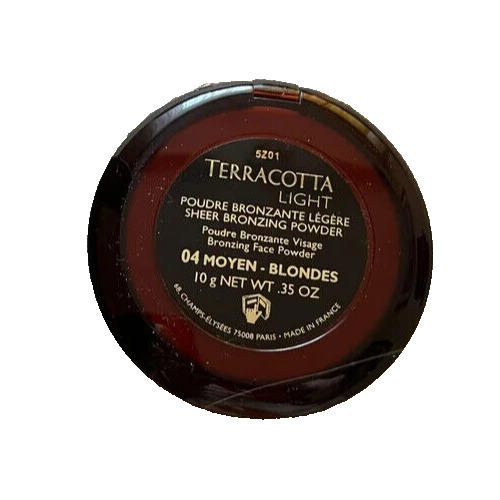 5Z01
TERRACOTTA
LIGHT
POUDRE BRONZANTE LÉGÈRE
SHEER BRONZING POWDER
Poudre Bronzante Visage
Bronzing Face Powder
04 MOYEN - BLONDES
10 g NET WT .35 OZ
68, CHAMPS-ÉLYSÉES 75008 PARIS • MADE IN FRANCE